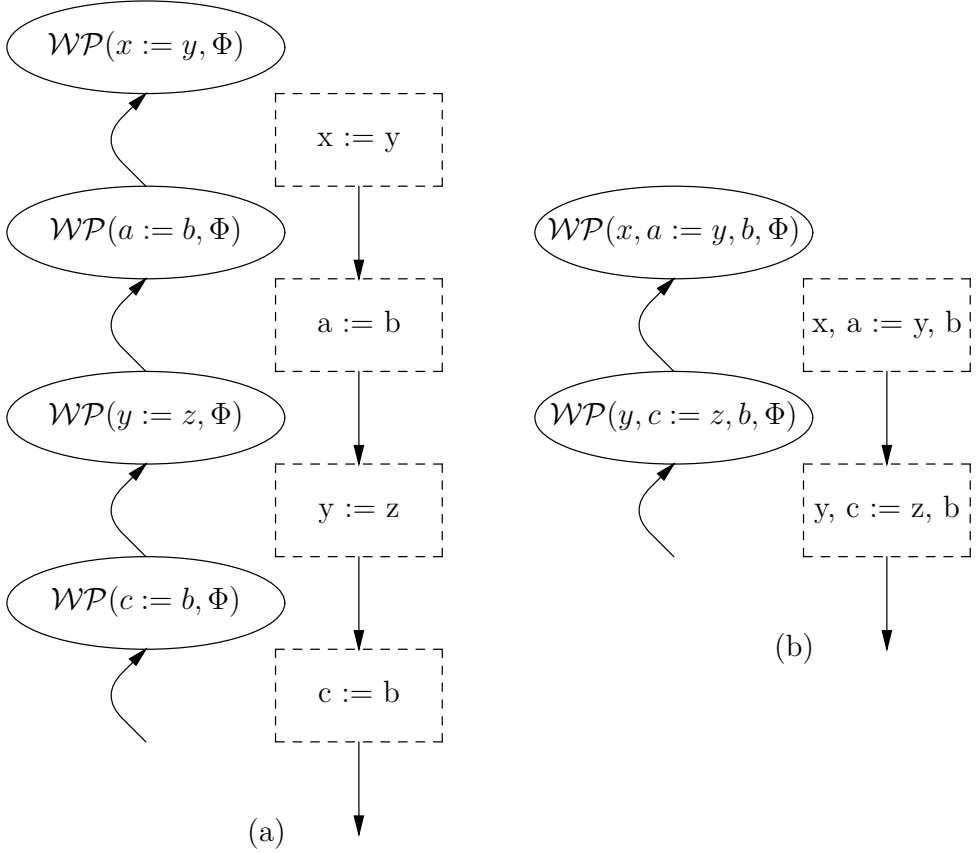 𝒲𝒫(x := y, Φ)
x := y
𝒲𝒫(a := b, Φ)
a := b
𝒲𝒫(y := z, Φ)
y := z
𝒲𝒫(c := b, Φ)
c := b
(a)
𝒲𝒫(x, a := y, b, Φ)
x, a := y, b
𝒲𝒫(y, c := z, b, Φ)
y, c := z, b
(b)